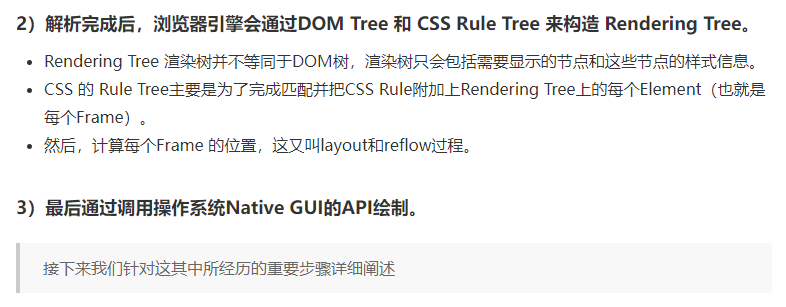 2）解析完成后，浏览器引擎会通过DOM Tree 和 CSS Rule Tree 来构造 Rendering Tree。
Rendering Tree 渲染树并不等同于DOM树，渲染树只会包括需要显示的节点和这些节点的样式信息。
CSS 的 Rule Tree主要是为了完成匹配并把CSS Rule附加上Rendering Tree上的每个Element（也就是
每个Frame）。
然后，计算每个Frame 的位置，这又叫layout和reflow过程。
3）最后通过调用操作系统Native GUI的API绘制。
接下来我们针对这其中所经历的重要步骤详细阐述